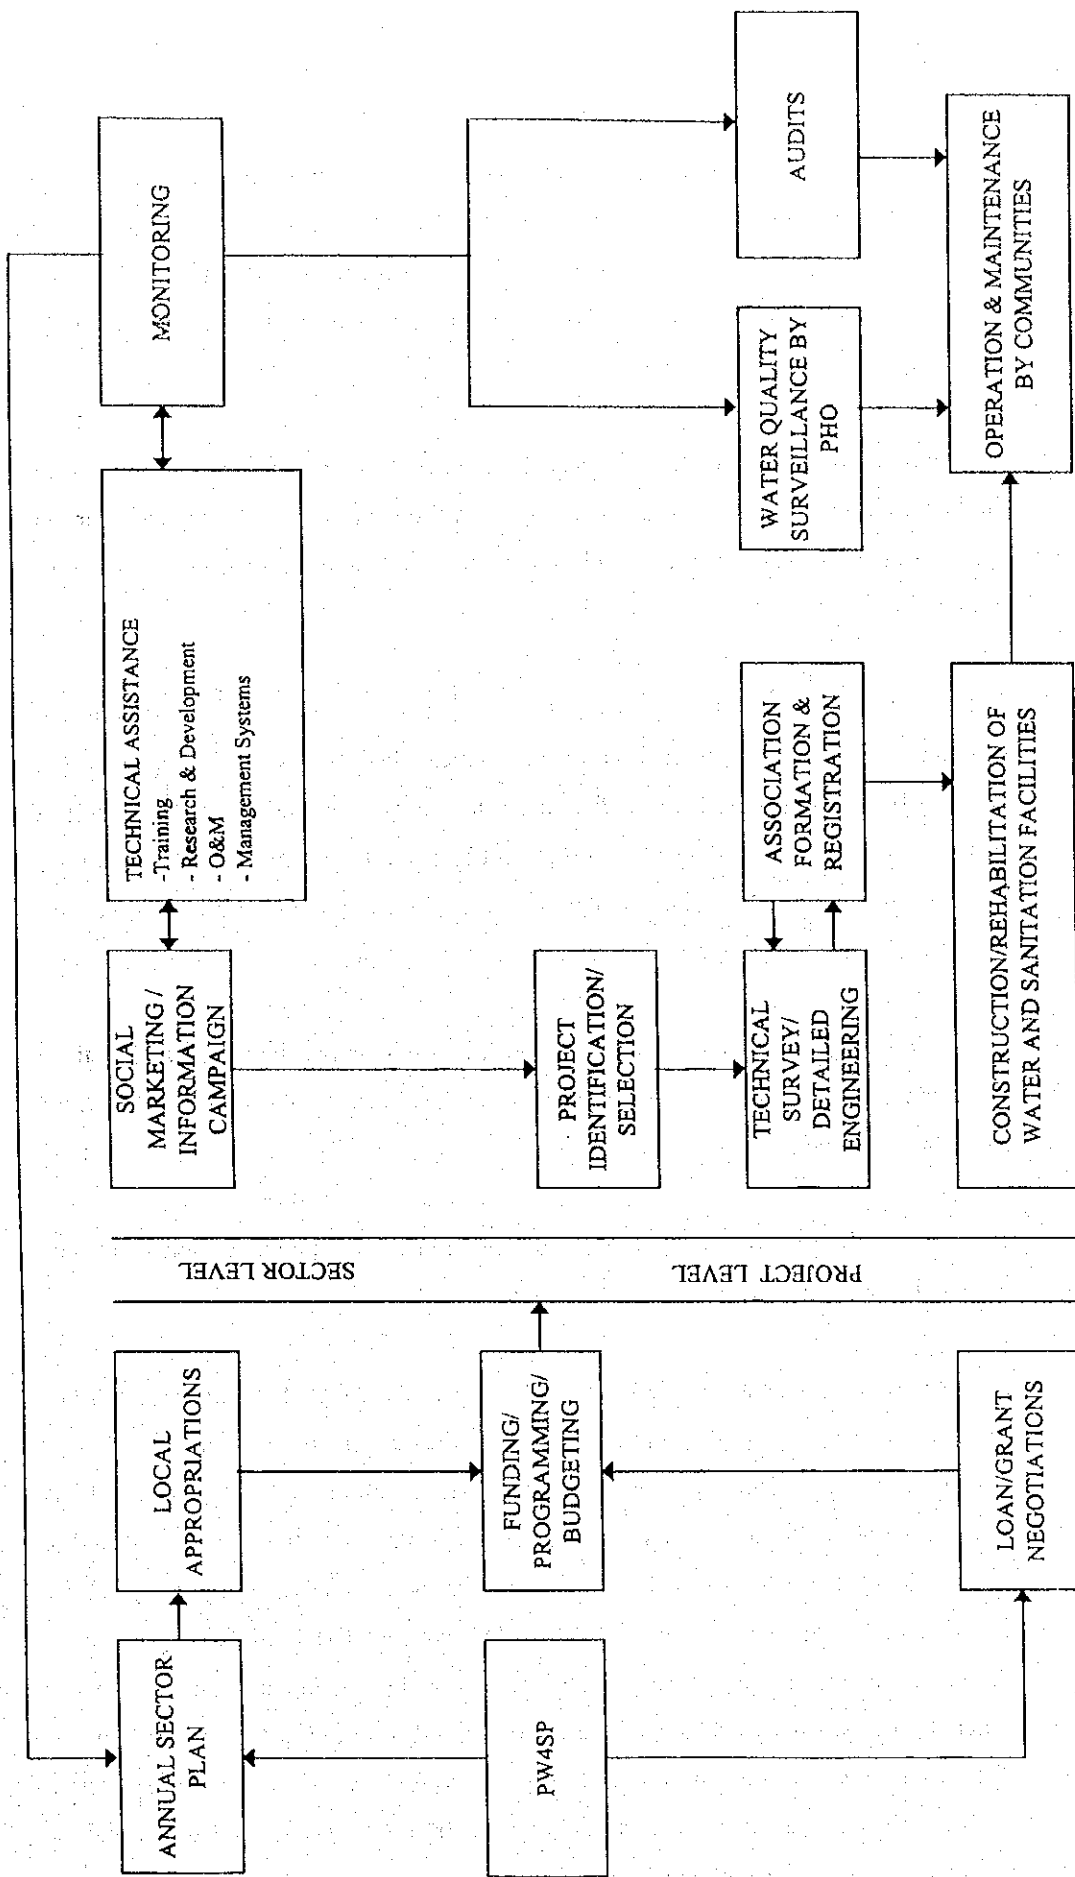 ANNUAL SECTOR
PLAN
LOCAL
APPROPRIATIONS
PW4SP
FUNDING/
PROGRAMMING/
BUDGETING
LOAN/GRANT
NEGOTIATIONS
SECTOR LEVEL
PROJECT LEVEL
SOCIAL
MARKETING /
INFORMATION
CAMPAIGN
TECHNICAL ASSISTANCE
- Training
- Research & Development
- O&M
- Management Systems
MONITORING
PROJECT
IDENTIFICATION/
SELECTION
TECHNICAL
SURVEY/
DETAILED
ENGINEERING
ASSOCIATION
FORMATION &
REGISTRATION
WATER QUALITY
SURVEILLANCE BY
PHO
AUDITS
CONSTRUCTION/REHABILITATION OF
WATER AND SANITATION FACILITIES
OPERATION & MAINTENANCE
BY COMMUNITIES